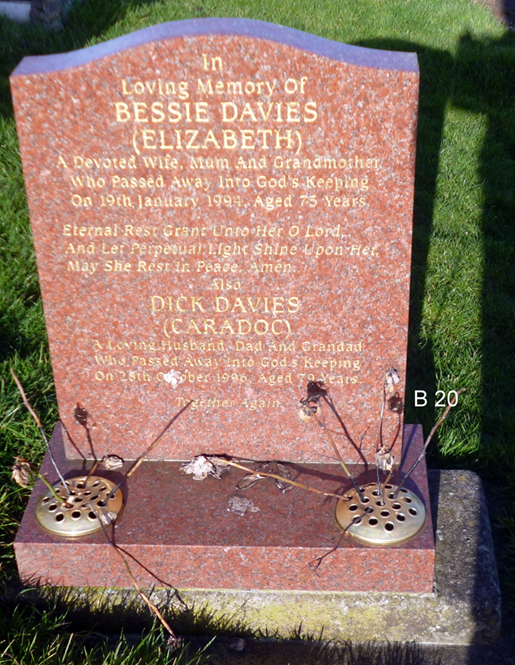 In
Loving Memory Of
BESSIE DAVIES
(ELIZABETH)
A Devoted Wife, Mum And Grandmother,
Who Passed Away Into God's Keeping
On 19th January 1994, Aged 75 Years.
Eternal Rest Grant Unto Her O Lord,
And Let Perpetual Light Shine Upon Her,
May She Rest in Peace, Amen.
Also
DICK DAVIES
(CARADOC)
A Loving Husband, Dad And Grandad
Who Passed Away Into God's Keeping
On October 1996, Aged 79 Years.
Together Again
B 20